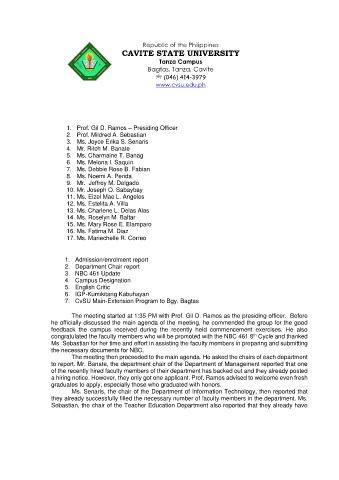 Republic of the Philippines
CAVITE STATE UNIVERSITY
Tanza Campus
Bagtas, Tanza, Cavite
☏ (046) 414-3979
www.cvsu.edu.ph
1. Prof. Gil D. Ramos – Presiding Officer
2. Prof. Mildred A. Sebastian
3. Ms. Joyce Erika S. Senaris
4. Mr. Ritch M. Banate
5. Ms. Charmaine T. Banag
6. Ms. Melona I. Saquin
7. Ms. Debbie Rose B. Fabian
8. Ms. Noemi A. Perida
9. Mr. Jeffrey M. Delgado
10. Mr. Joseph O. Sabaybay
11. Ms. Eizel Mae L. Angeles
12. Ms. Estelita A. Villa
13. Ms. Charlene L. Delas Alas
14. Ms. Roselyn M. Baltar
15. Ms. Mary Rose E. Elamparo
16. Ms. Fatima M. Diaz
17. Ms. Mariechelle R. Correo
1. Admission/enrolment report
2. Department Chair report
3. NBC 461 Update
4. Campus Designation
5. English Critic
6. IGP-Kumikitang Kabuhayan
7. CvSU Main-Extension Program to Bgy. Bagtas
The meeting started at 1:35 PM with Prof. Gil D. Ramos as the presiding officer. Before
he officially discussed the main agenda of the meeting, he commended the group for the good
feedback the campus received during the recently held commencement exercises. He also
congratulated the faculty members who will be promoted with the NBC 461 8th Cycle and thanked
Ms. Sebastian for her time and effort in assisting the faculty members in preparing and submitting
the necessary documents for NBC.
The meeting then proceeded to the main agenda. He asked the chairs of each department
to report. Mr. Banate, the department chair of the Department of Management reported that one
of the recently hired faculty members of their department has backed out and they already posted
a hiring notice. However, they only got one applicant. Prof. Ramos advised to welcome even fresh
graduates to apply, especially those who graduated with honors.
Ms. Senaris, the chair of the Department of Information Technology, then reported that
they already successfully filled the necessary number of faculty members in the department. Ms.
Sebastian, the chair of the Teacher Education Department also reported that they already have